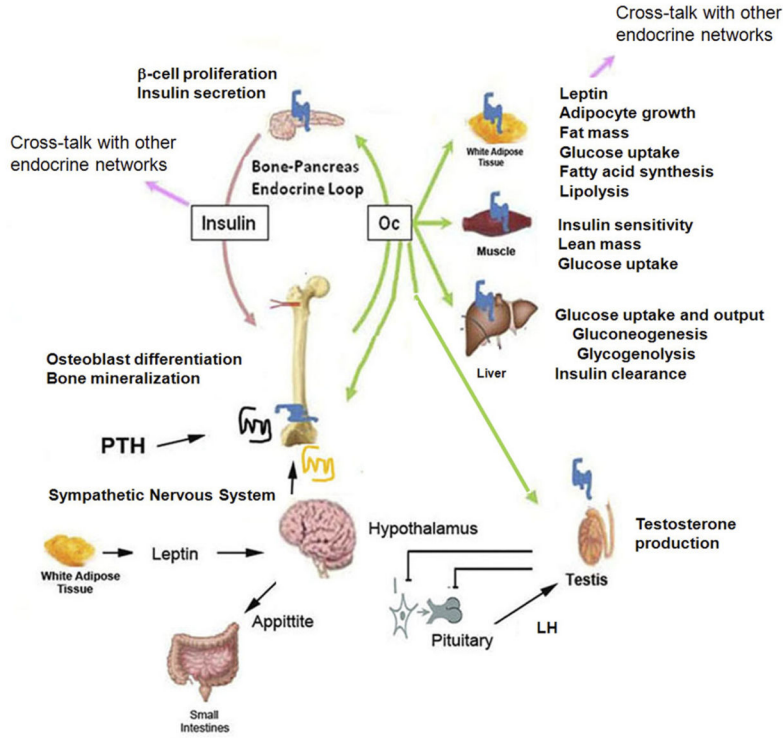 Cross-talk with other
endocrine networks
β-cell proliferation
Insulin secretion
Cross-talk with other
endocrine networks
Bone-Pancreas
Endocrine Loop
Insulin
Oc
White Adipose
Tissue
Leptin
Adipocyte growth
Fat mass
Glucose uptake
Fatty acid synthesis
Lipolysis
Muscle
Insulin sensitivity
Lean mass
Glucose uptake
Liver
Glucose uptake and output
Gluconeogenesis
Glycogenolysis
Insulin clearance
Osteoblast differentiation
Bone mineralization
PTH
Sympathetic Nervous System
White Adipose
Tissue
Leptin
Hypothalamus
Appittite
Small
Intestines
Pituitary
LH
Testis
Testosterone
production